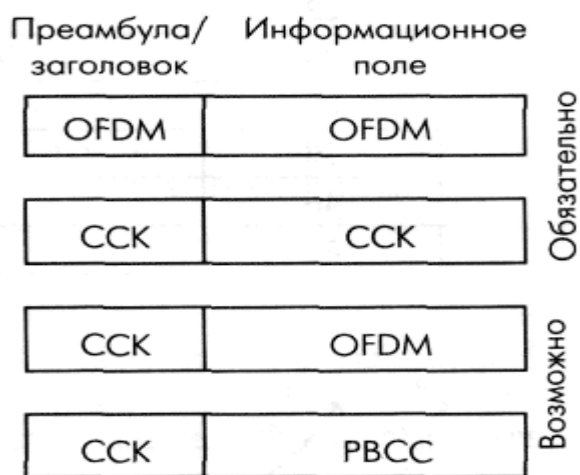 Преамбула/ Информационное
заголовок поле
OFDM OFDM
CCK CCK
Обязательно
CCK OFDM
CCK PBCC
Возможно